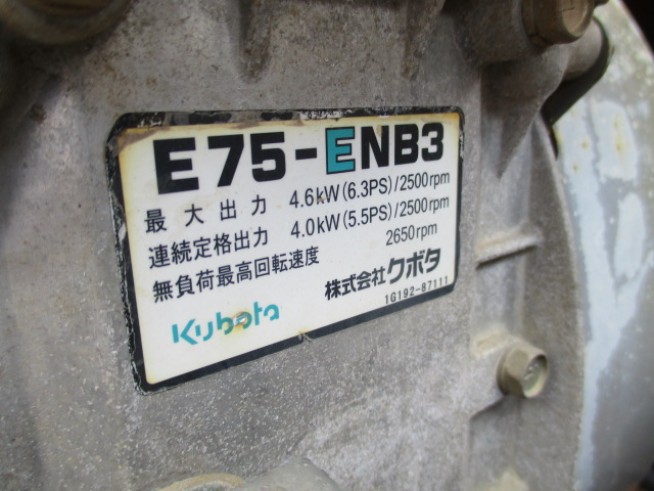 E75-ENB3
最大出力 4.6kW(6.3PS)/2500rpm
連続定格出力 4.0kW(5.5PS)/2500rpm
無負荷最高回転速度 2650rpm
Kubota 株式会社クボタ
1G192-87111